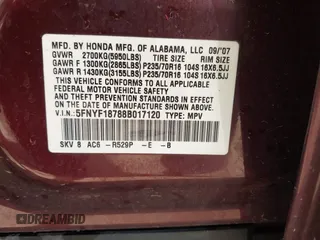 MFD. BY HONDA MFG. OF ALABAMA, LLC 09/'07
GVWR 2700KG(5950LBS) TIRE SIZE RIM SIZE
GAWR F 1300KG(2865LBS) P235/70R16 104S 16X6.5JJ
GAWR R 1430KG(3155LBS) P235/70R16 104S 16X6.5JJ
THIS VEHICLE CONFORMS TO ALL APPLICABLE
FEDERAL MOTOR VEHICLE SAFETY AND
THEFT PREVENTION STANDARDS IN EFFECT
ON THE DATE OF MANUFACTURE SHOWN ABOVE.
V.I.N.: 5FNYF18788B017120 TYPE: MPV
SKV 8 AC6 -R529P -E -B
DREAMBID